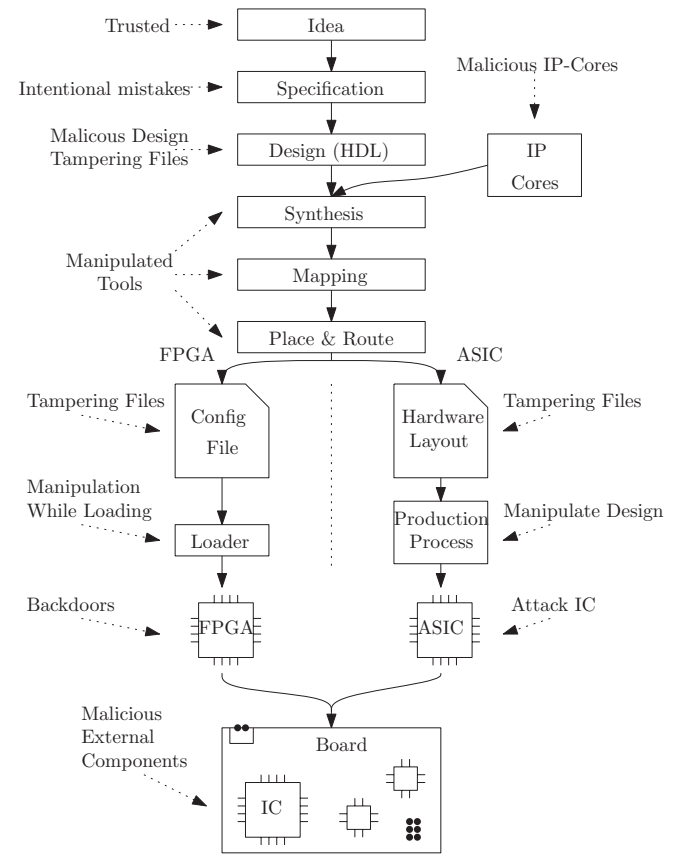 Trusted
Idea
Intentional mistakes
Specification
Malicious IP-Cores
Malicous Design
Tampering Files
Design (HDL)
IP
Cores
Synthesis
Manipulated
Tools
Mapping
Place & Route
FPGA
ASIC
Tampering Files
Config
File
Hardware
Layout
Tampering Files
Manipulation
While Loading
Loader
Production
Process
Manipulate Design
Backdoors
FPGA
ASIC
Attack IC
Malicious
External
Components
Board
IC